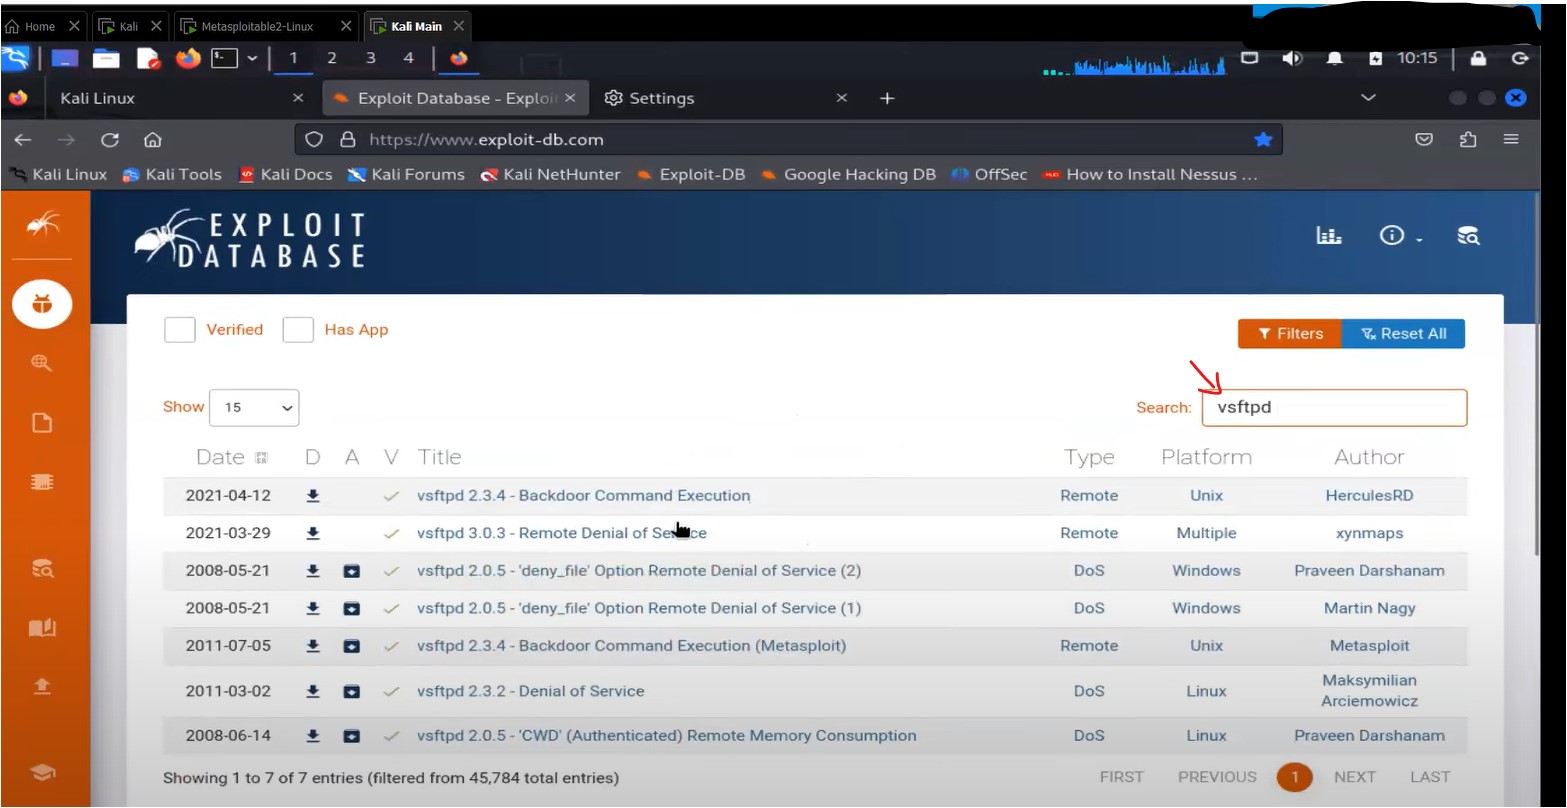 Home Kali Metasploitable2-Linux Kali Main
1 2 3 4 10:15
Kali Linux Exploit Database - Exploi Settings
https://www.exploit-db.com
Kali Linux Kali Tools Kali Docs Kali Forums Kali NetHunter Exploit-DB Google Hacking DB OffSec How to Install Nessus ...
EXPLOIT
DATABASE
Verified Has App Filters Reset All
Show 15 Search: vsftpd
Date D A V Title Type Platform Author
2021-04-12 vsftpd 2.3.4 - Backdoor Command Execution Remote Unix HerculesRD
2021-03-29 vsftpd 3.0.3 - Remote Denial of Service Remote Multiple xynmaps
2008-05-21 vsftpd 2.0.5 - 'deny_file' Option Remote Denial of Service (2) DoS Windows Praveen Darshanam
2008-05-21 vsftpd 2.0.5 - 'deny_file' Option Remote Denial of Service (1) DoS Windows Martin Nagy
2011-07-05 vsftpd 2.3.4 - Backdoor Command Execution (Metasploit) Remote Unix Metasploit
2011-03-02 vsftpd 2.3.2 - Denial of Service DoS Linux Maksymilian
Arciemowicz
2008-06-14 vsftpd 2.0.5 - 'CWD' (Authenticated) Remote Memory Consumption DoS Linux Praveen Darshanam
Showing 1 to 7 of 7 entries (filtered from 45,784 total entries) FIRST PREVIOUS 1 NEXT LAST